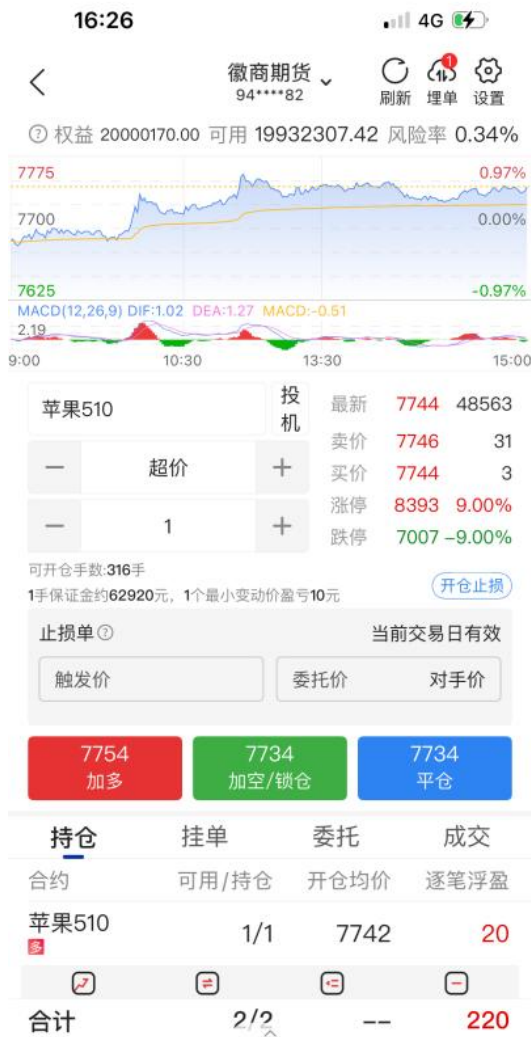 16:26
4G
徽商期货
94****82
刷新 埋单 设置
1
权益 20000170.00 可用 19932307.42 风险率 0.34%
7775 0.97%
7700 0.00%
7625 -0.97%
MACD(12,26,9) DIF:1.02 DEA:1.27 MACD:-0.51
2.19
9:00 10:30 13:30 15:00
苹果510
投机
最新 7744 48563
卖价 7746 31
买价 7744 3
涨停 8393 9.00%
跌停 7007 -9.00%
— 超价 +
— 1 +
可开仓手数:316手
1手保证金约62920元，1个最小变动价盈亏10元
开仓止损
止损单? 当前交易日有效
触发价 委托价 对手价
7754 7734 7734
加多 加空/锁仓 平仓
持仓 挂单 委托 成交
合约 可用/持仓 开仓均价 逐笔浮盈
苹果510 1/1 7742 20
多
合计 2/2 -- 220